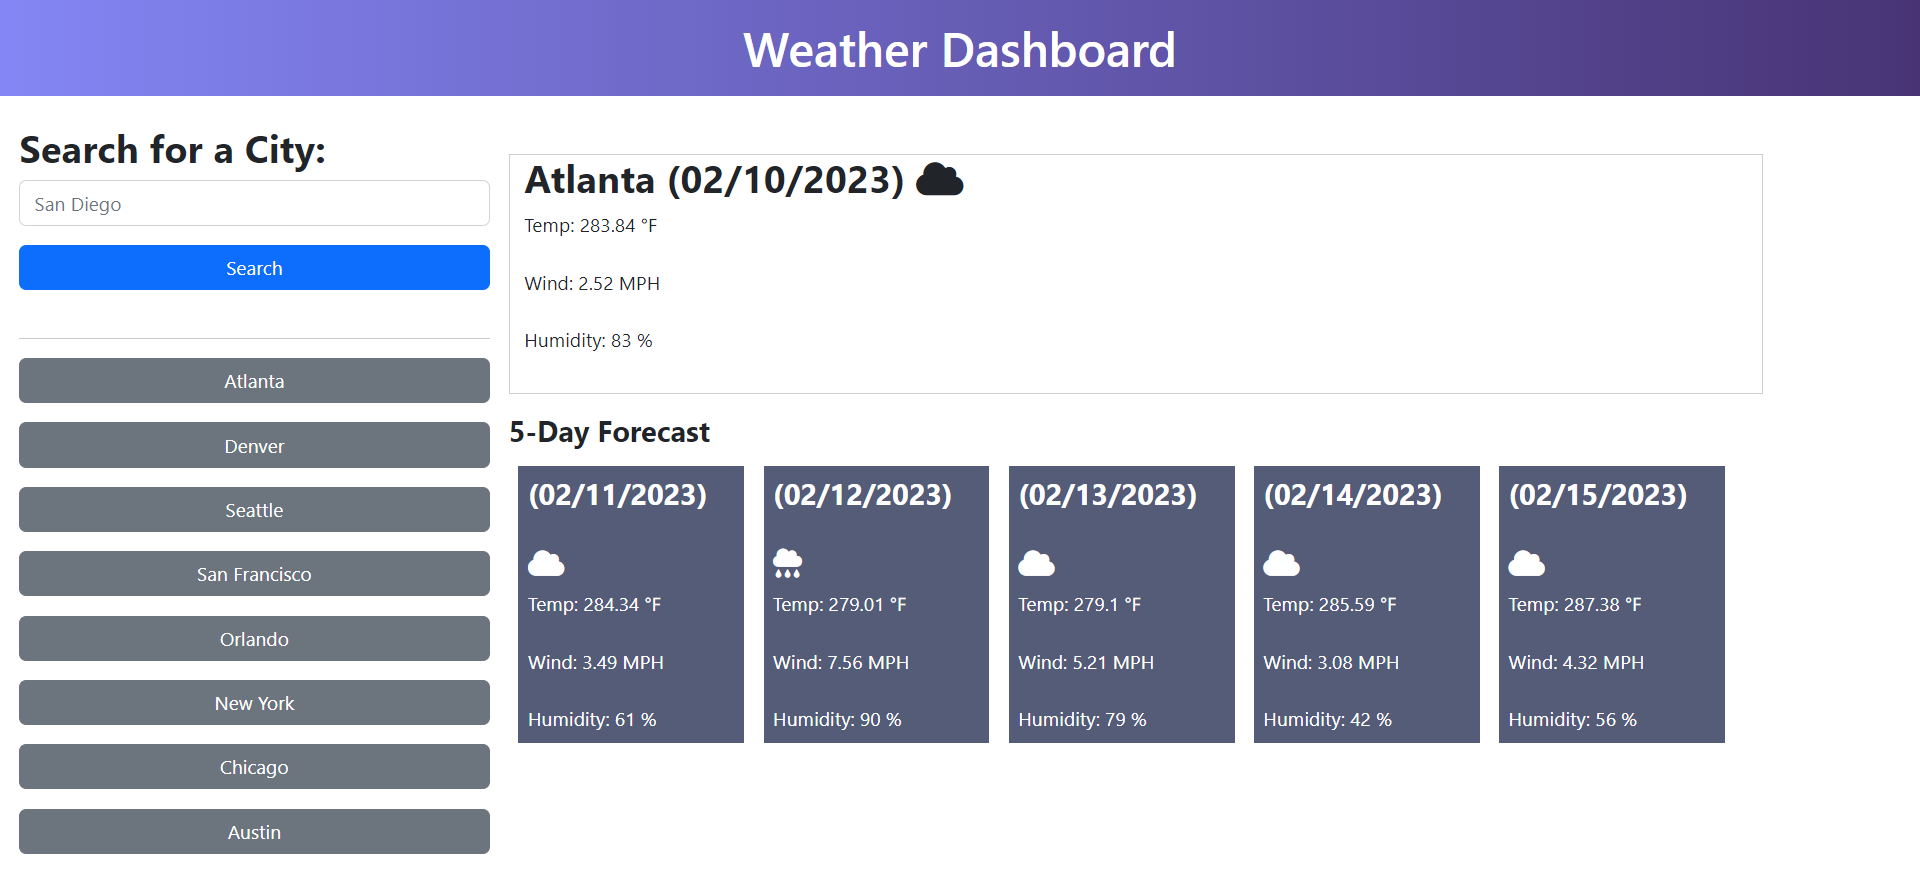 Weather Dashboard
Search for a City:
San Diego
Search
Atlanta
Denver
Seattle
San Francisco
Orlando
New York
Chicago
Austin
Atlanta (02/10/2023)
Temp: 283.84 °F
Wind: 2.52 MPH
Humidity: 83 %
5-Day Forecast
(02/11/2023)
Temp: 284.34 °F
Wind: 3.49 MPH
Humidity: 61 %
(02/12/2023)
Temp: 279.01 °F
Wind: 7.56 MPH
Humidity: 90 %
(02/13/2023)
Temp: 279.1 °F
Wind: 5.21 MPH
Humidity: 79 %
(02/14/2023)
Temp: 285.59 °F
Wind: 3.08 MPH
Humidity: 42 %
(02/15/2023)
Temp: 287.38 °F
Wind: 4.32 MPH
Humidity: 56 %